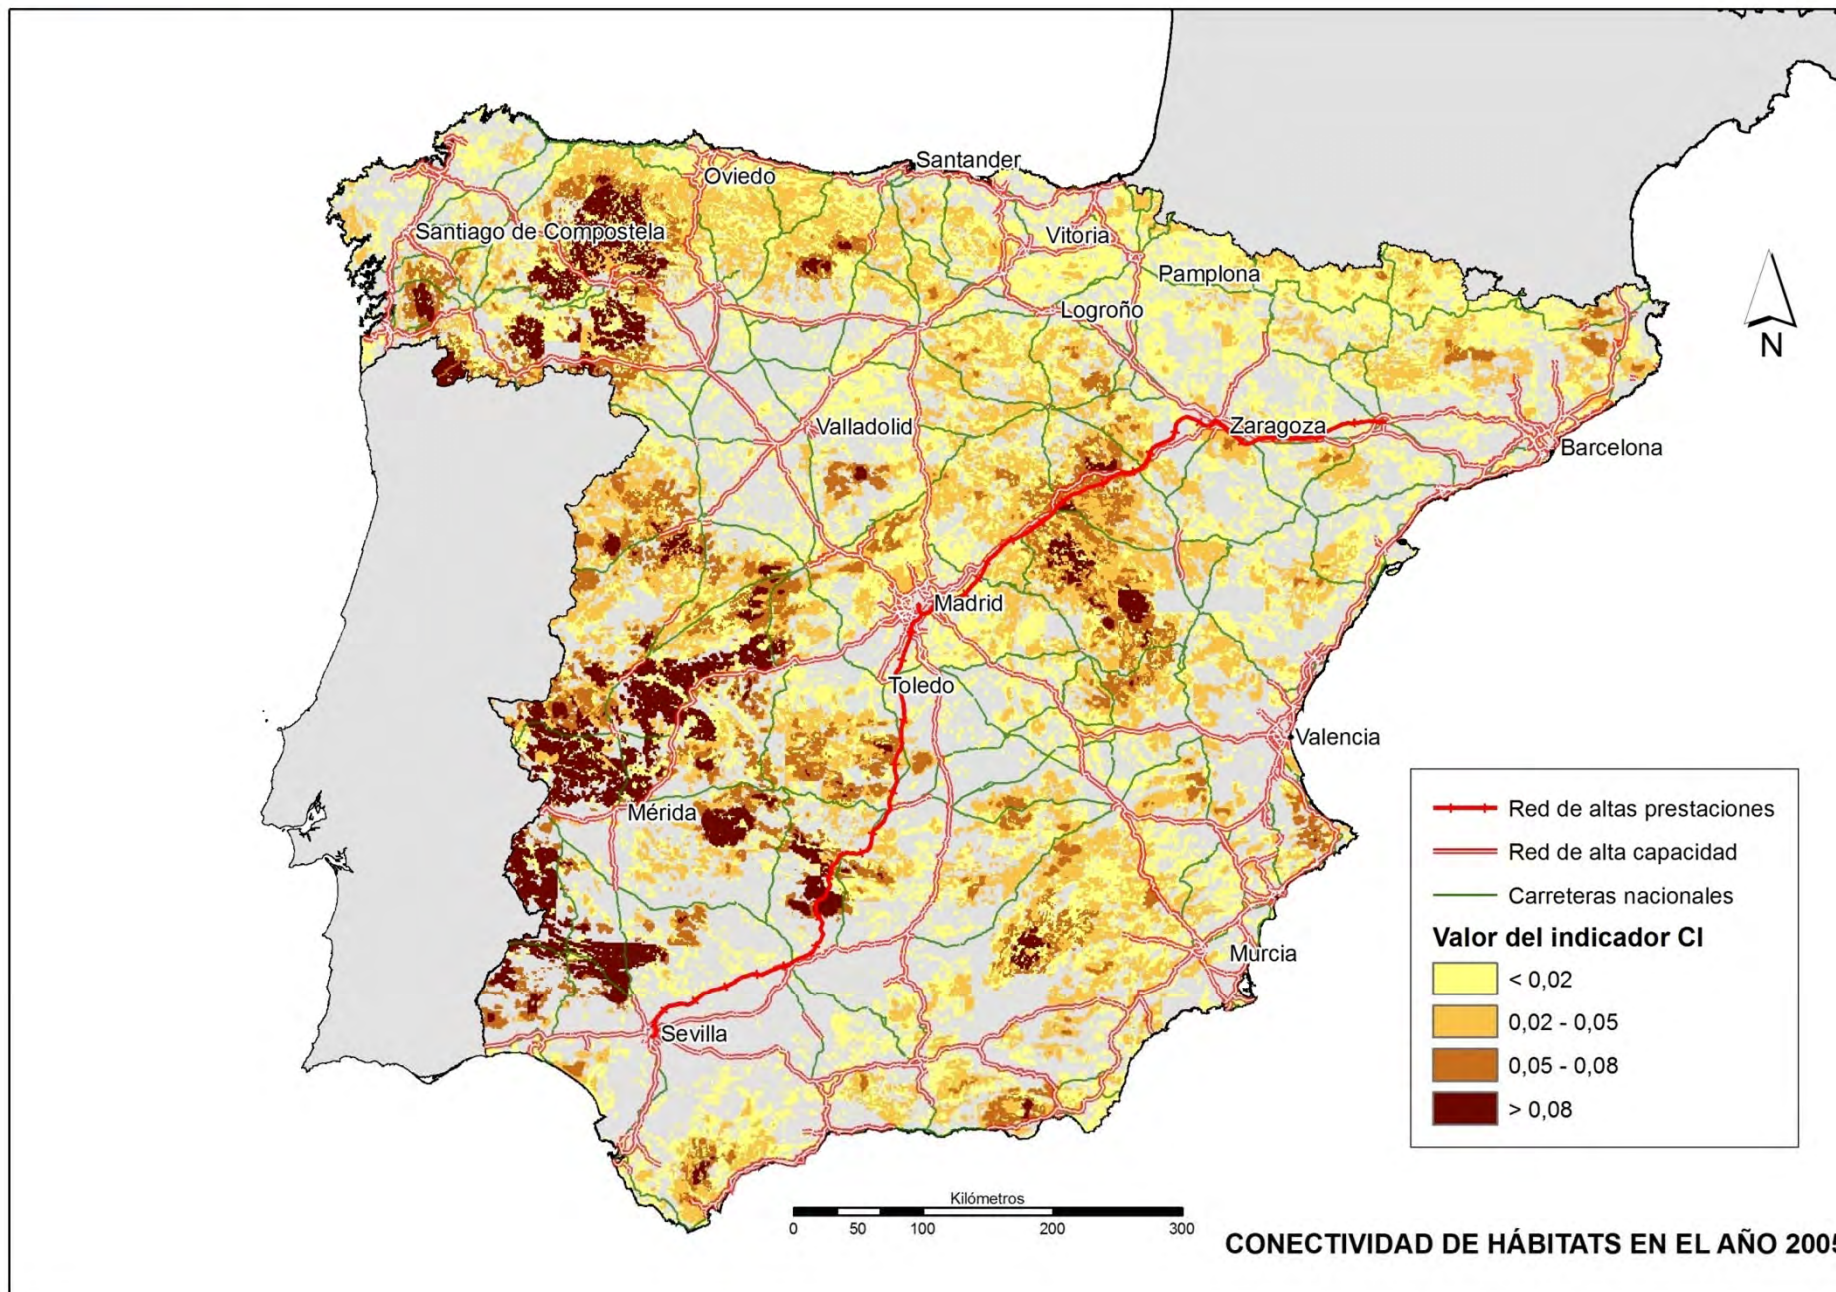 Santander
Oviedo
Santiago de Compostela
Vitoria
Pamplona
Logroño
Valladolid
Zaragoza
Barcelona
Madrid
Toledo
Valencia
Mérida
Murcia
Sevilla
N
Red de altas prestaciones
Red de alta capacidad
Carreteras nacionales
Valor del indicador CI
< 0,02
0,02 - 0,05
0,05 - 0,08
> 0,08
Kilómetros
0 50 100 200 300
CONECTIVIDAD DE HÁBITATS EN EL AÑO 2005